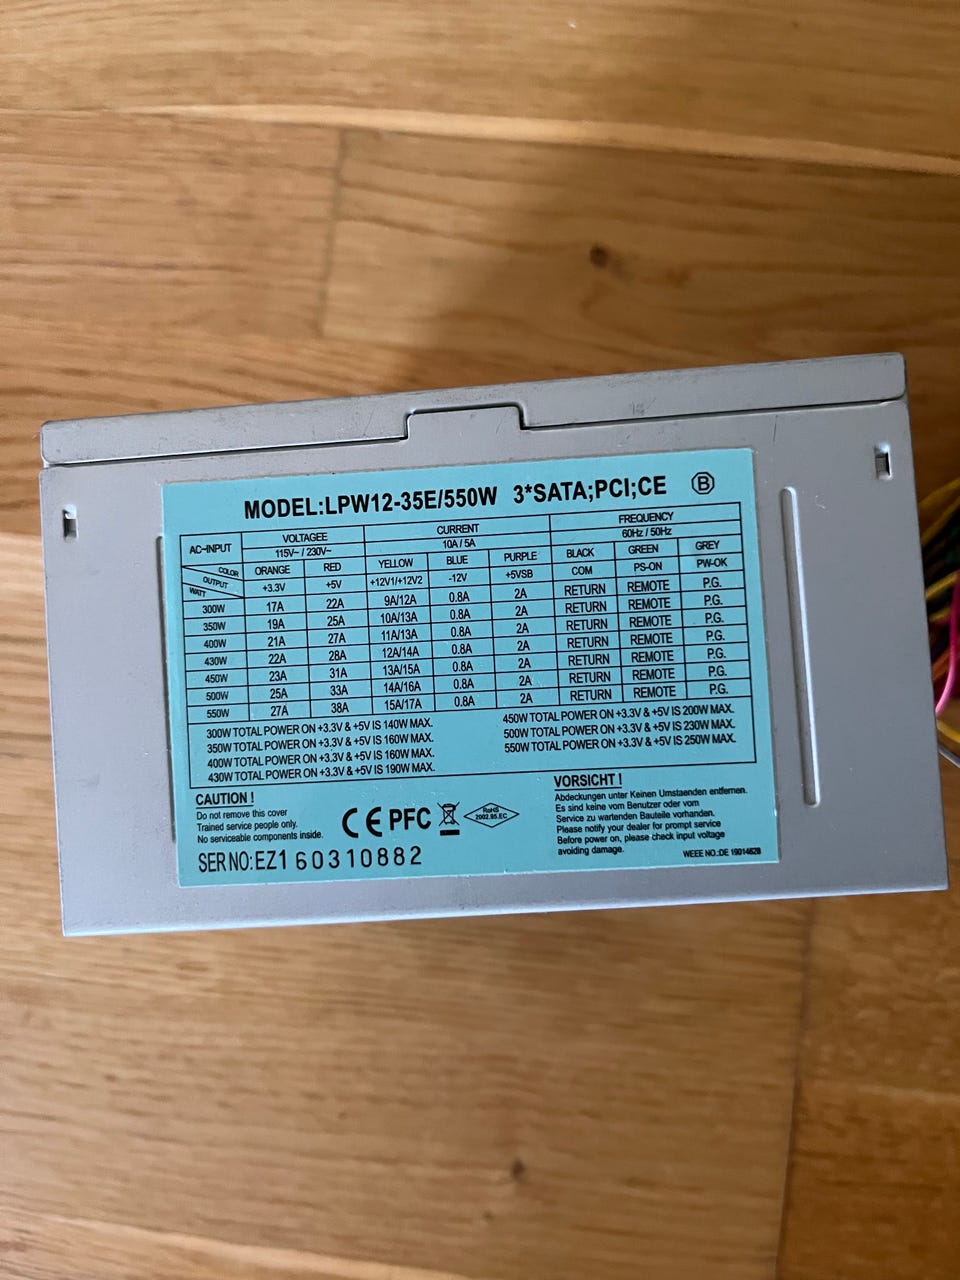 MODEL:LPW12-35E/550W 3*SATA;PCI;CE B
AC-INPUT VOLTAGEE CURRENT FREQUENCY
115V~ / 230V~ 10A / 5A 60Hz / 50Hz
COLOR ORANGE RED YELLOW BLUE PURPLE BLACK GREEN GREY
OUTPUT WATT +3.3V +5V +12V1/+12V2 -12V +5VSB COM PS-ON PW-OK
300W 17A 22A 9A/12A 0.8A 2A RETURN REMOTE P.G.
350W 19A 25A 10A/13A 0.8A 2A RETURN REMOTE P.G.
400W 21A 27A 11A/13A 0.8A 2A RETURN REMOTE P.G.
430W 22A 28A 12A/14A 0.8A 2A RETURN REMOTE P.G.
450W 23A 31A 13A/15A 0.8A 2A RETURN REMOTE P.G.
500W 25A 33A 14A/16A 0.8A 2A RETURN REMOTE P.G.
550W 27A 38A 15A/17A 0.8A 2A RETURN REMOTE P.G.
300W TOTAL POWER ON +3.3V & +5V IS 140W MAX.
350W TOTAL POWER ON +3.3V & +5V IS 160W MAX.
400W TOTAL POWER ON +3.3V & +5V IS 160W MAX.
430W TOTAL POWER ON +3.3V & +5V IS 190W MAX.
450W TOTAL POWER ON +3.3V & +5V IS 200W MAX.
500W TOTAL POWER ON +3.3V & +5V IS 230W MAX.
550W TOTAL POWER ON +3.3V & +5V IS 250W MAX.
CAUTION !
Do not remove this cover
Trained service people only.
No serviceable components inside.
CE PFC
RoHS
2002.95.EC
SER NO:EZ160310882
VORSICHT !
Abdeckungen unter Keinen Umstaenden entfernen.
Es sind keine vom Benutzer oder vom
Service zu wartenden Bauteile vorhanden.
Please notify your dealer for prompt service
Before power on, please check input voltage
avoiding damage.
WEEE NO.:DE 19014628